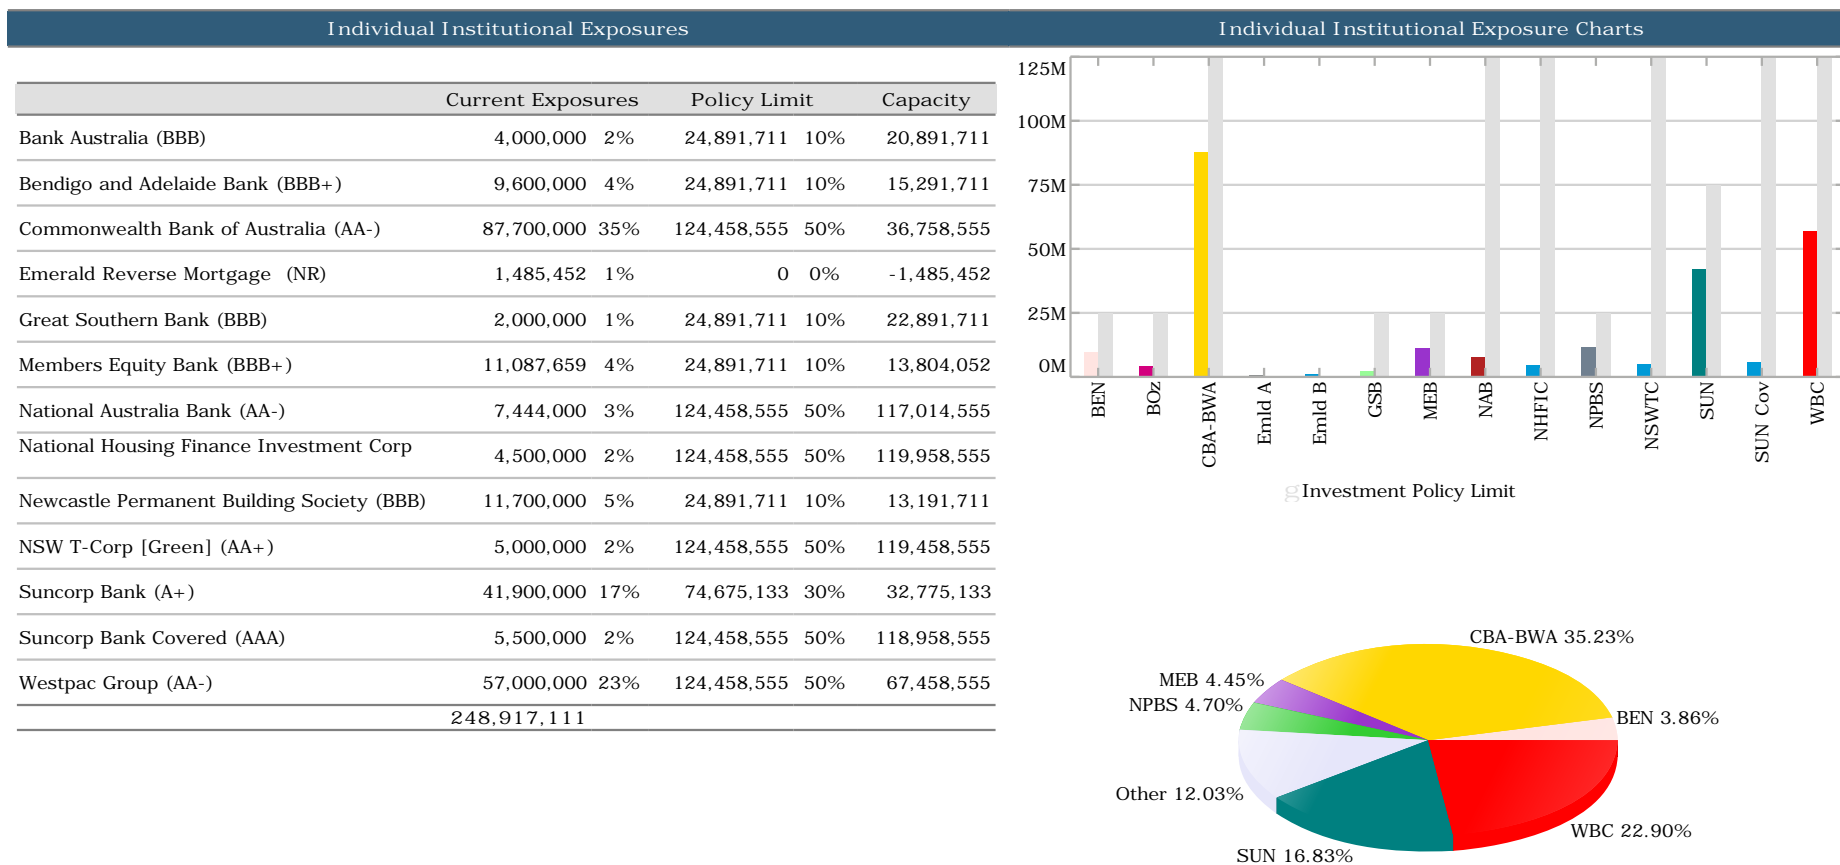 Individual Institutional Exposures
Current Exposures Policy Limit Capacity
Bank Australia (BBB) 4,000,000 2% 24,891,711 10% 20,891,711
Bendigo and Adelaide Bank (BBB+) 9,600,000 4% 24,891,711 10% 15,291,711
Commonwealth Bank of Australia (AA-) 87,700,000 35% 124,458,555 50% 36,758,555
Emerald Reverse Mortgage (NR) 1,485,452 1% 0 0% -1,485,452
Great Southern Bank (BBB) 2,000,000 1% 24,891,711 10% 22,891,711
Members Equity Bank (BBB+) 11,087,659 4% 24,891,711 10% 13,804,052
National Australia Bank (AA-) 7,444,000 3% 124,458,555 50% 117,014,555
National Housing Finance Investment Corp 4,500,000 2% 124,458,555 50% 119,958,555
Newcastle Permanent Building Society (BBB) 11,700,000 5% 24,891,711 10% 13,191,711
NSW T-Corp [Green] (AA+) 5,000,000 2% 124,458,555 50% 119,458,555
Suncorp Bank (A+) 41,900,000 17% 74,675,133 30% 32,775,133
Suncorp Bank Covered (AAA) 5,500,000 2% 124,458,555 50% 118,958,555
Westpac Group (AA-) 57,000,000 23% 124,458,555 50% 67,458,555
248,917,111
Individual Institutional Exposure Charts
125M
100M
75M
50M
25M
0M
BEN
BOz
CBA-BWA
Emld A
Emld B
GSB
MEB
NAB
NHFIC
NPBS
NSWTC
SUN
SUN Cov
WBC
g Investment Policy Limit
CBA-BWA 35.23%
MEB 4.45%
NPBS 4.70%
BEN 3.86%
Other 12.03%
WBC 22.90%
SUN 16.83%